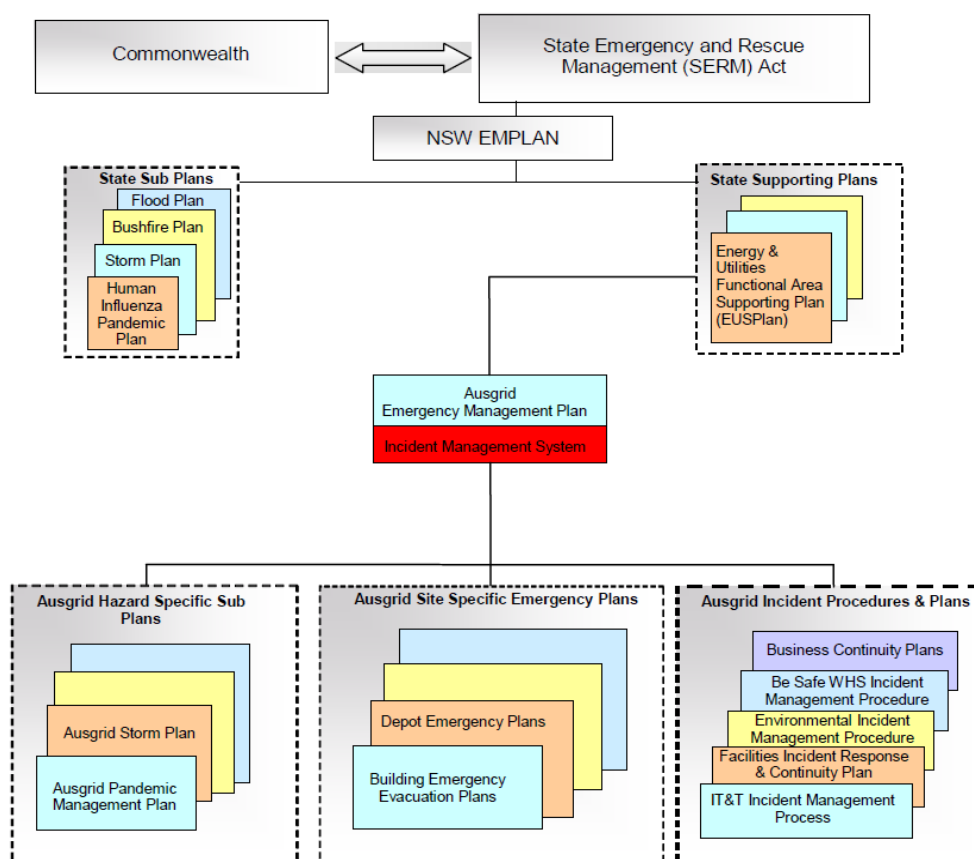 Commonwealth
State Emergency and Rescue
Management (SERM) Act
NSW EMPLAN
State Sub Plans
Flood Plan
Bushfire Plan
Storm Plan
Human
Influenza
Pandemic
Plan
State Supporting Plans
Energy &
Utilities
Functional Area
Supporting Plan
(EUSPlan)
Ausgrid
Emergency Management Plan
Incident Management System
Ausgrid Hazard Specific Sub
Plans
Ausgrid Storm Plan
Ausgrid Pandemic
Management Plan
Ausgrid Site Specific Emergency Plans
Depot Emergency Plans
Building Emergency
Evacuation Plans
Ausgrid Incident Procedures & Plans
Business Continuity Plans
Be Safe WHS Incident
Management Procedure
Environmental Incident
Management Procedure
Facilities Incident Response
& Continuity Plan
IT&T Incident Management
Process